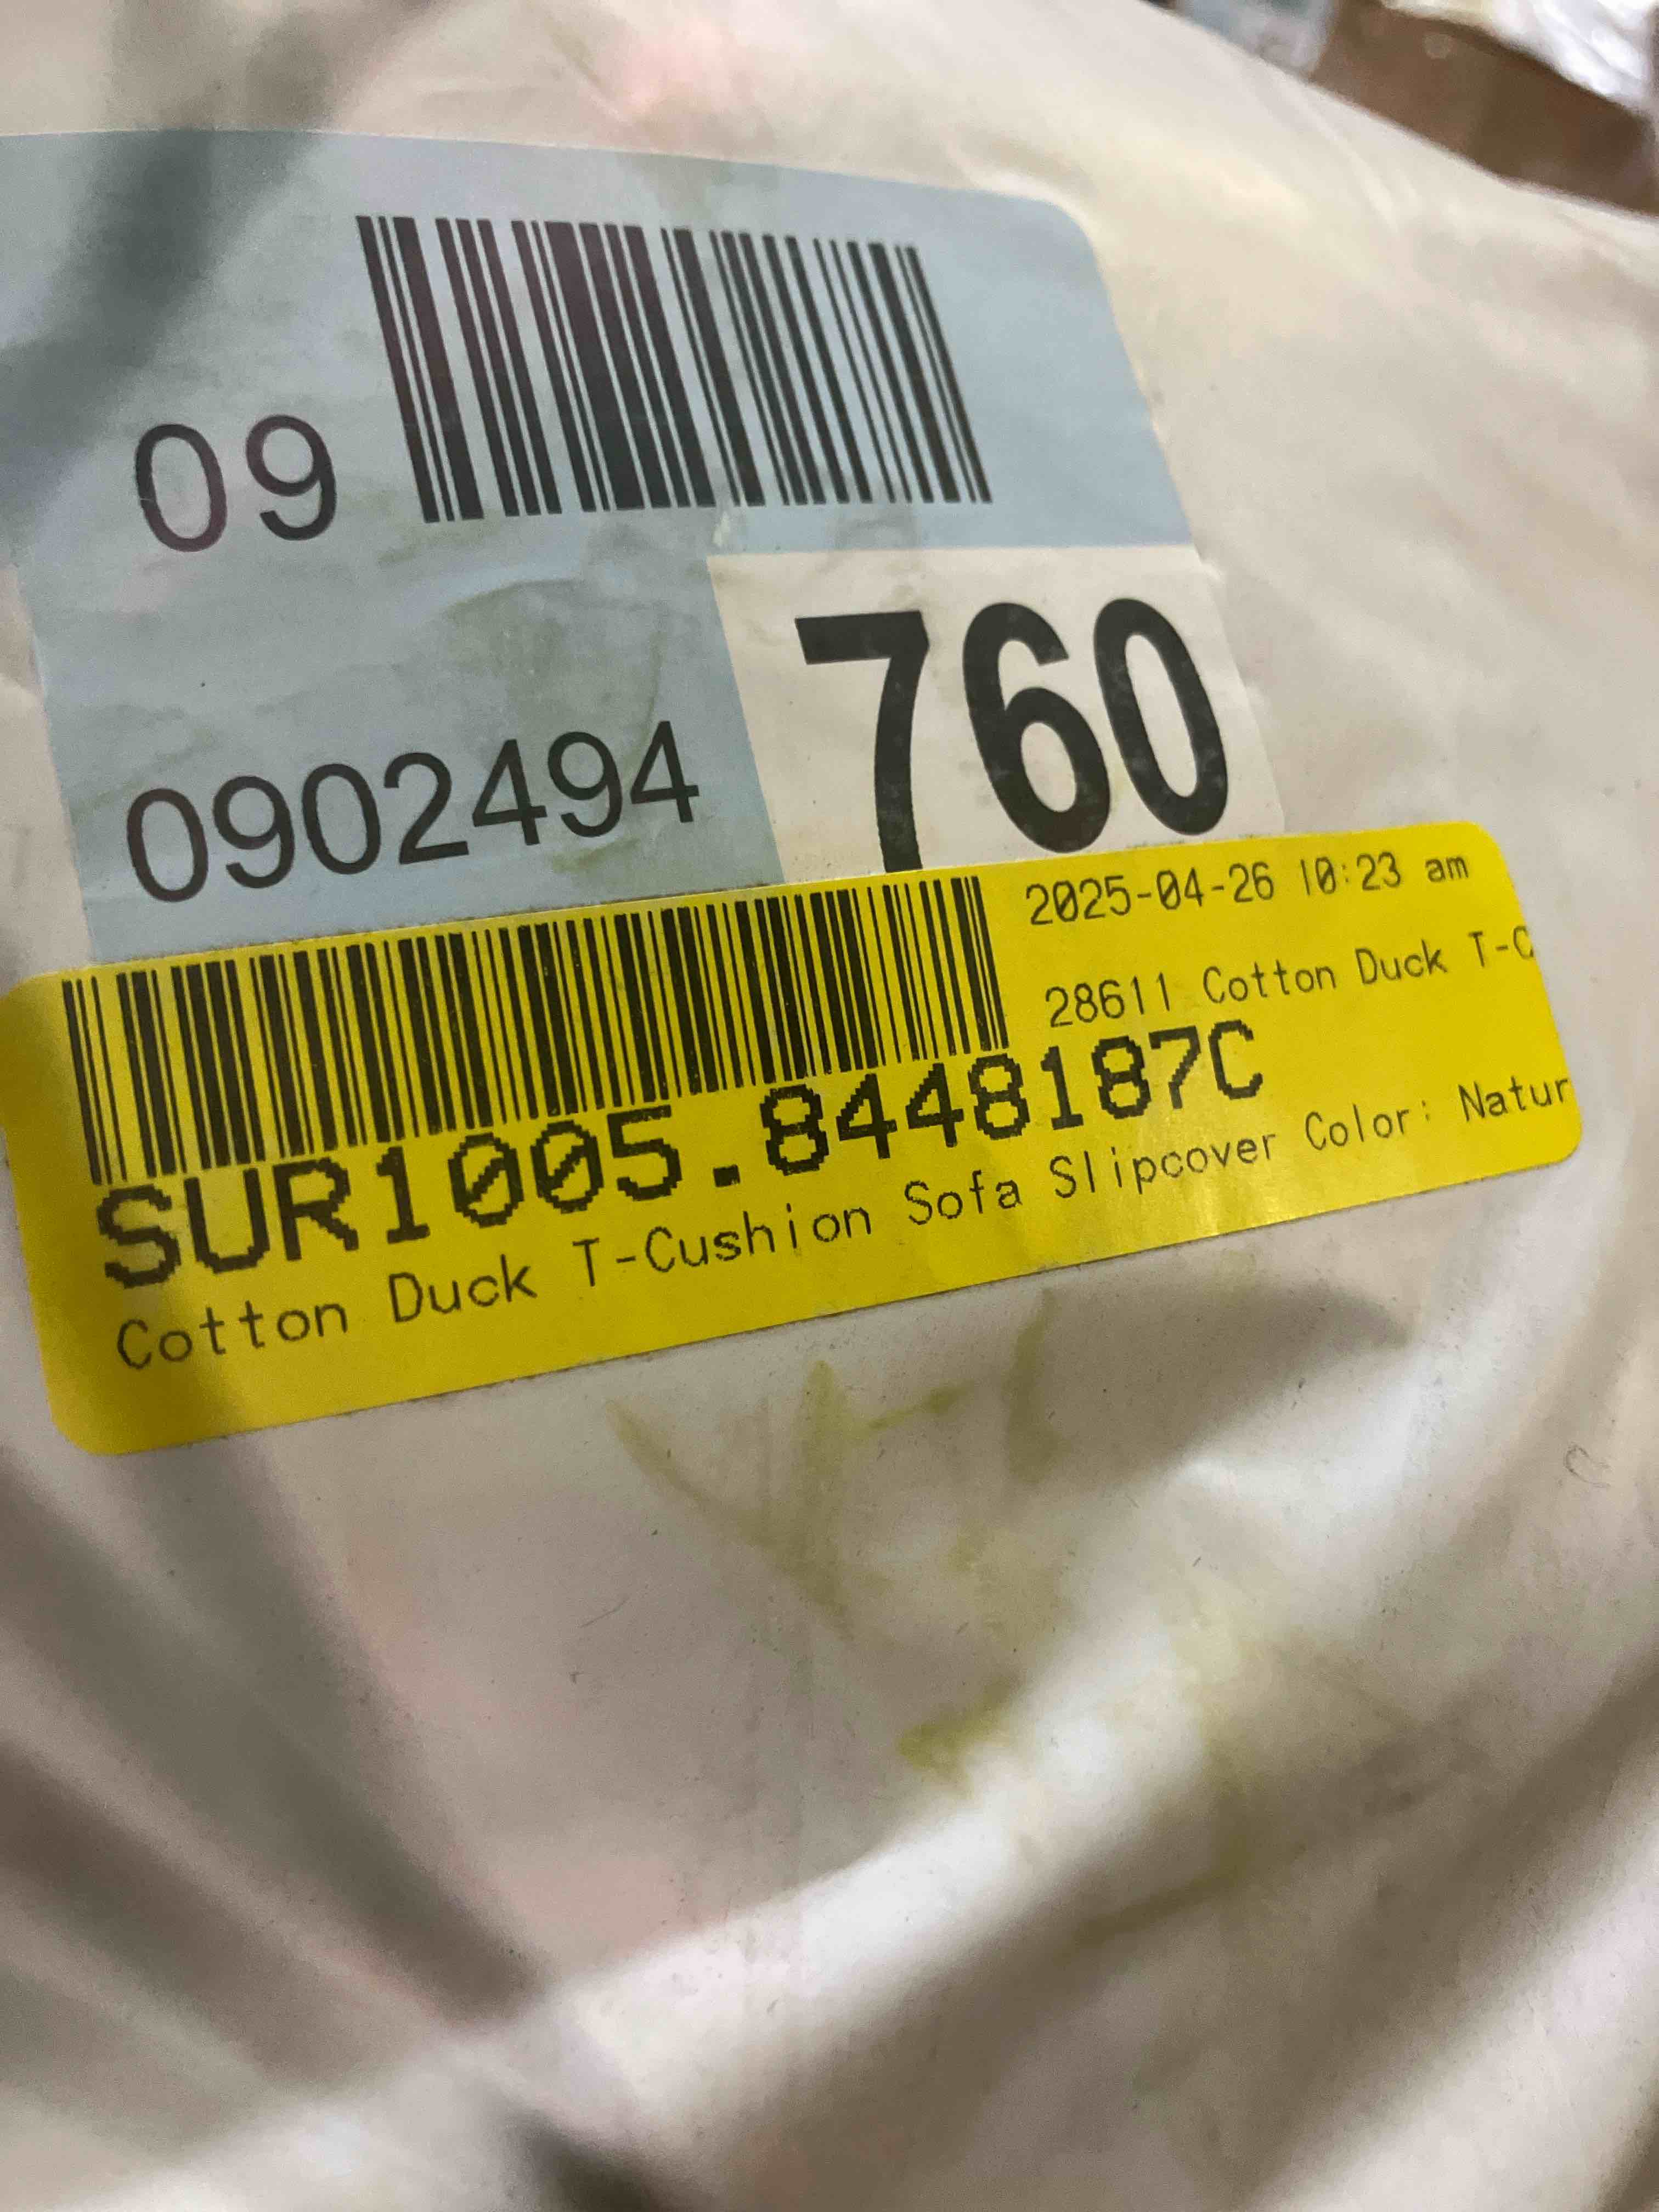 09
0902494
760
2025-04-26 10:23 am
28611 Cotton Duck T-C
SUR1005.8448187C
Cotton Duck T-Cushion Sofa Slipcover Color: Natur